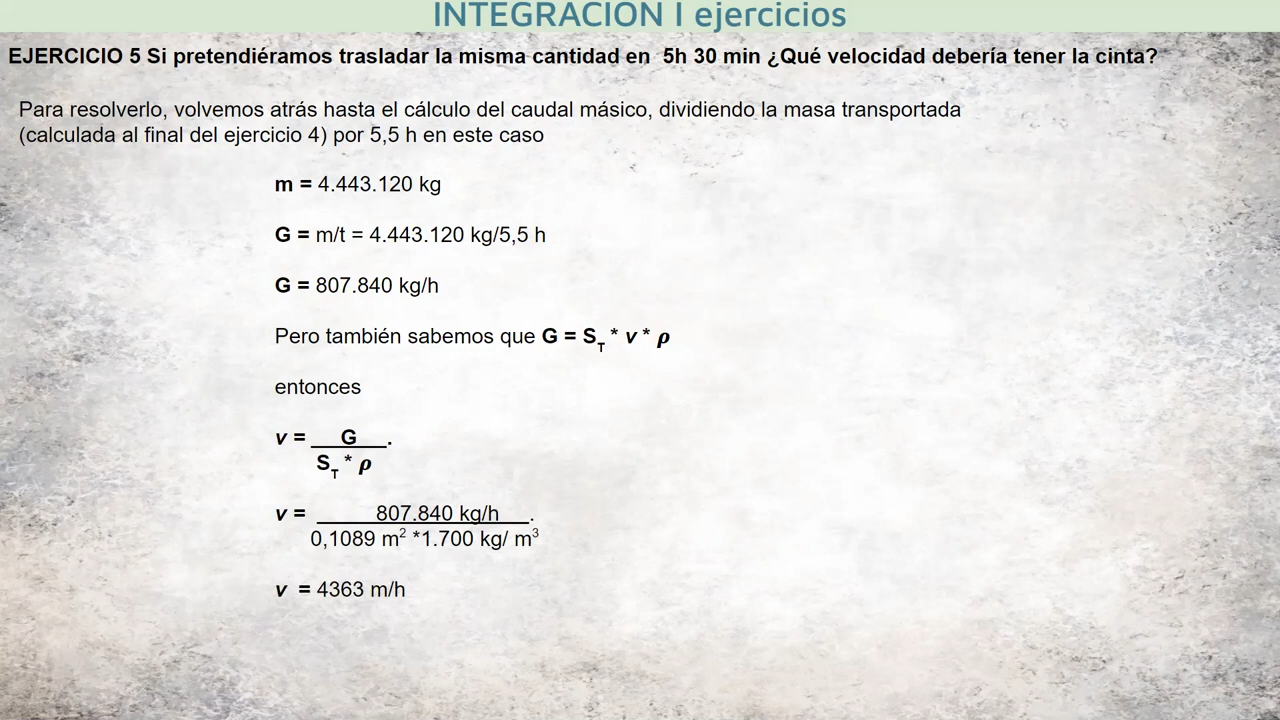 INTEGRACION I ejercicios
EJERCICIO 5 Si pretendiéramos trasladar la misma cantidad en 5h 30 min ¿Qué velocidad debería tener la cinta?
Para resolverlo, volvemos atrás hasta el cálculo del caudal másico, dividiendo la masa transportada
(calculada al final del ejercicio 4) por 5,5 h en este caso
m = 4.443.120 kg
G = m/t = 4.443.120 kg/5,5 h
G = 807.840 kg/h
Pero también sabemos que G = S_T * v * ρ
entonces
v = G .
S_T * ρ
v = 807.840 kg/h .
0,1089 m² *1.700 kg/ m³
v = 4363 m/h